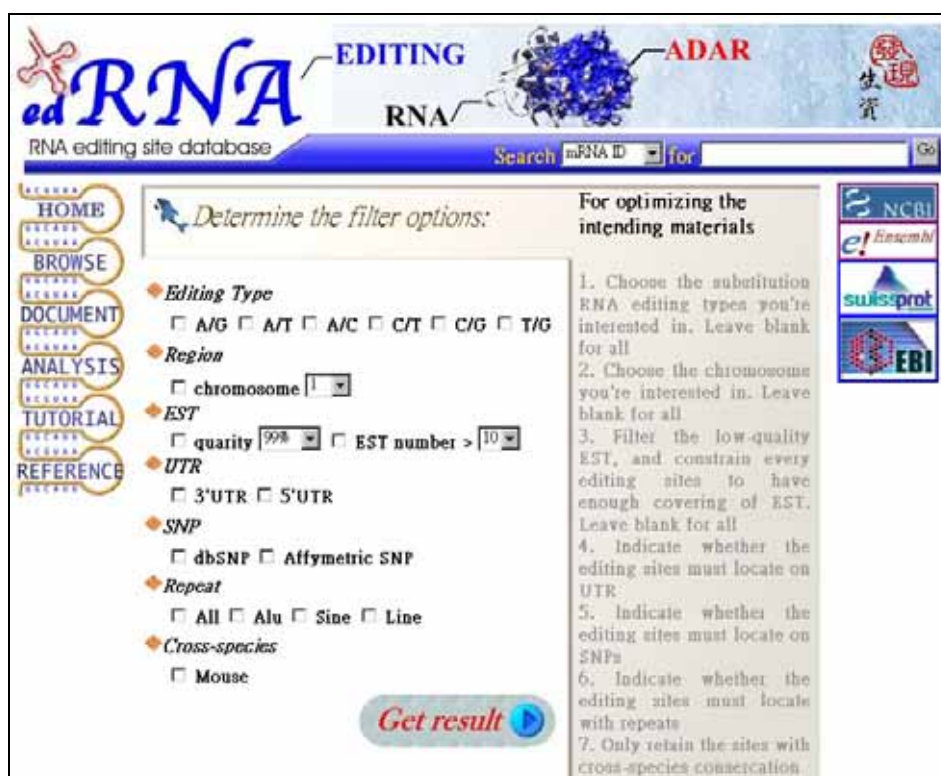 edRNA
EDITING
RNA
ADAR
發現
生資
RNA editing site database
Search mRNA ID for Go
HOME
BROWSE
DOCUMENT
ANALYSIS
TUTORIAL
REFERENCE
Determine the filter options:
Editing Type
A/G A/T A/C C/T C/G T/G
Region
chromosome 1
EST
quarity 99% EST number > 10
UTR
3'UTR 5'UTR
SNP
dbSNP Affymetric SNP
Repeat
All Alu Sine Line
Cross-species
Mouse
Get result
For optimizing the
intending materials
1. Choose the substitution
RNA editing types you're
interested in. Leave blank
for all
2. Choose the chromosome
you're interested in. Leave
blank for all
3. Filter the low-quality
EST, and constrain every
editing sites to have
enough covering of EST.
Leave blank for all
4. Indicate whether the
editing sites must locate on
UTR
5. Indicate whether the
editing sites must locate on
SNPs
6. Indicate whether the
editing sites must locate
with repeats
7. Only retain the sites with
cross-species consercation
NCBI
e! Ensembl
swissprot
EBI